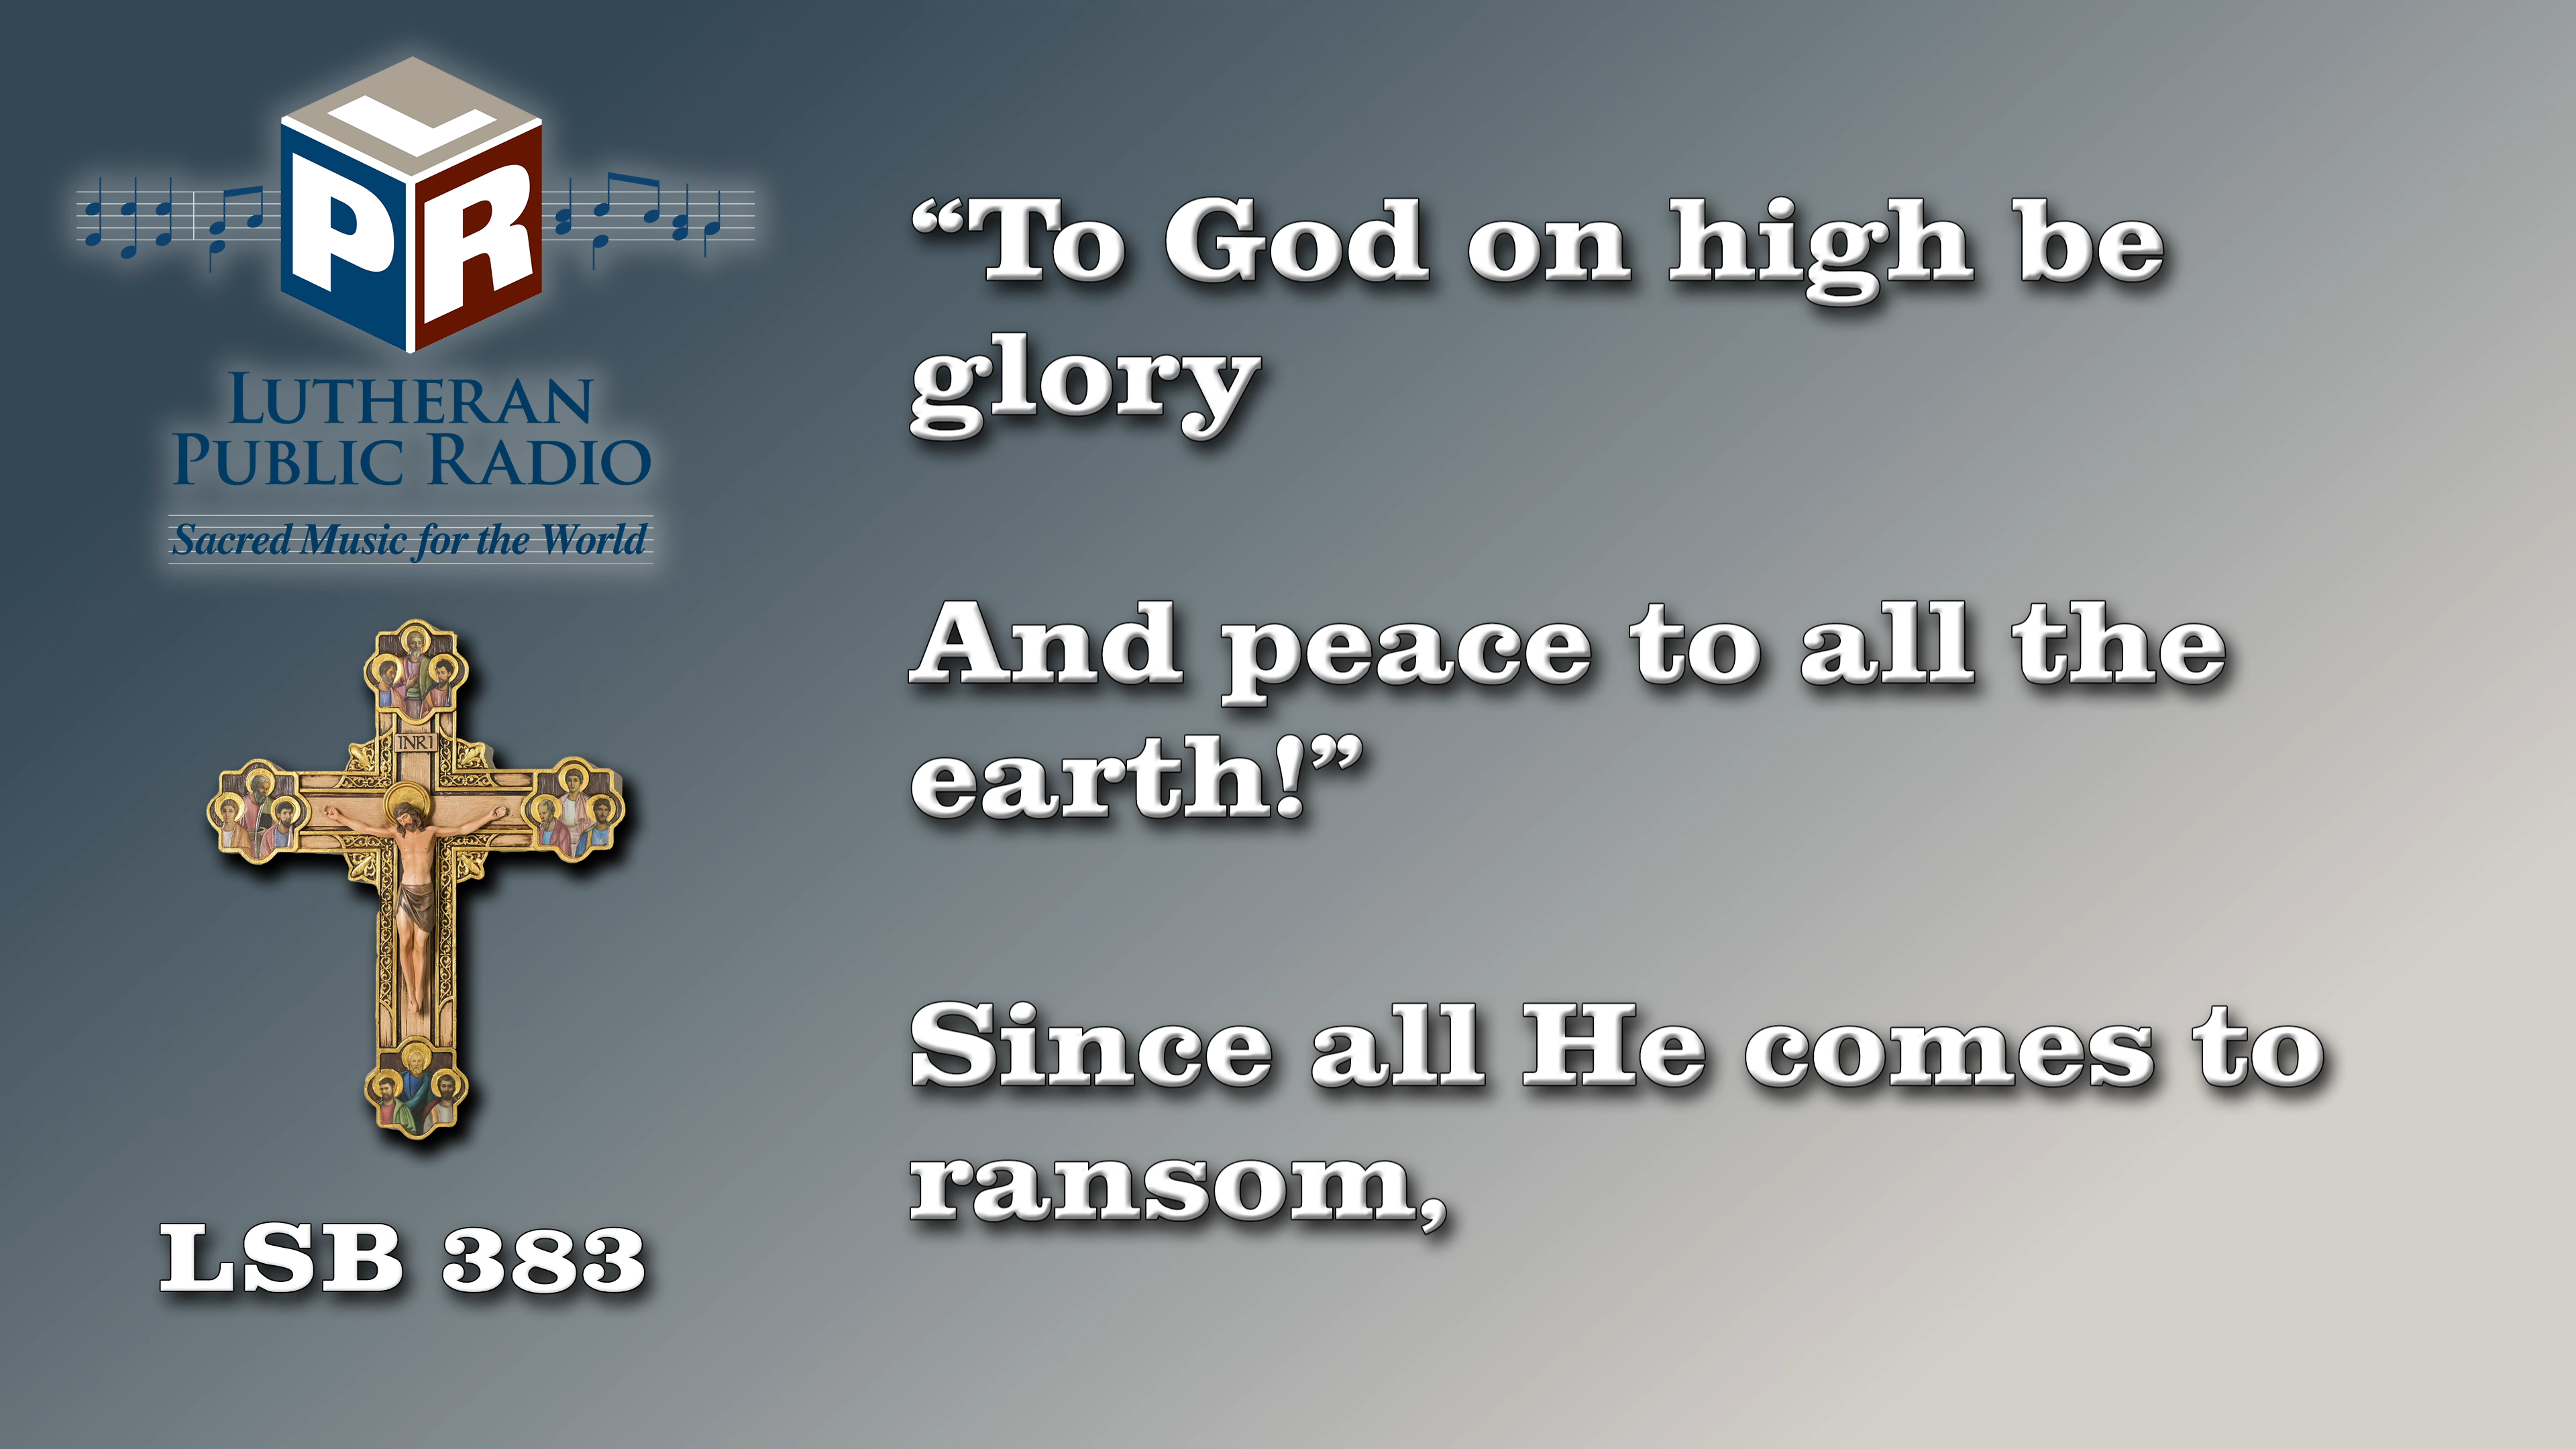 L
P R
LUTHERAN
PUBLIC RADIO
Sacred Music for the World
INRI
LSB 383
“To God on high be
glory
And peace to all the
earth!”
Since all He comes to
ransom,